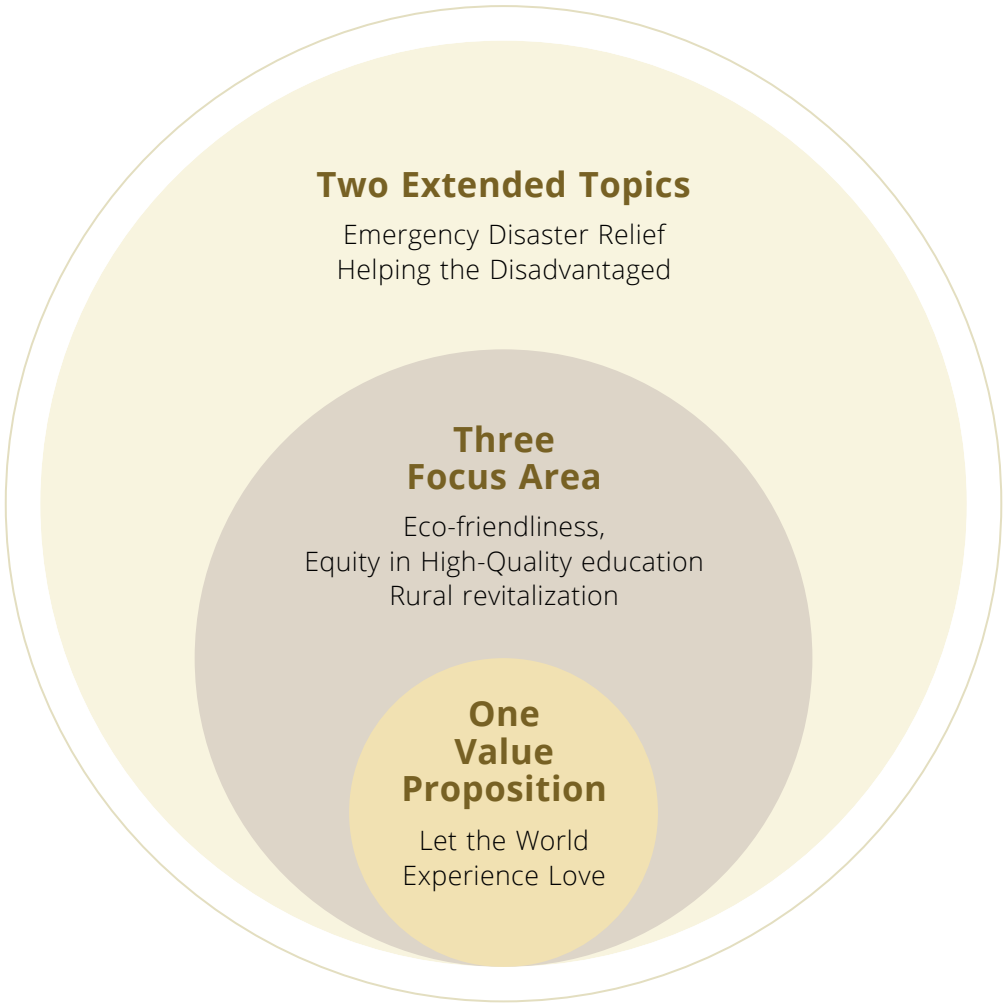 Two Extended Topics
Emergency Disaster Relief
Helping the Disadvantaged
Three
Focus Area
Eco-friendliness,
Equity in High-Quality education
Rural revitalization
One
Value
Proposition
Let the World
Experience Love